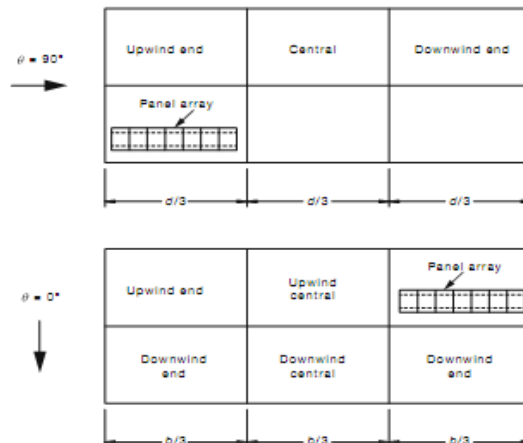 Upwind end
Central
Downwind end
θ = 90°
Panel array
d/3
d/3
d/3
Upwind end
Upwind
central
Panel array
θ = 0°
Downwind
end
Downwind
central
Downwind
end
b/3
b/3
b/3